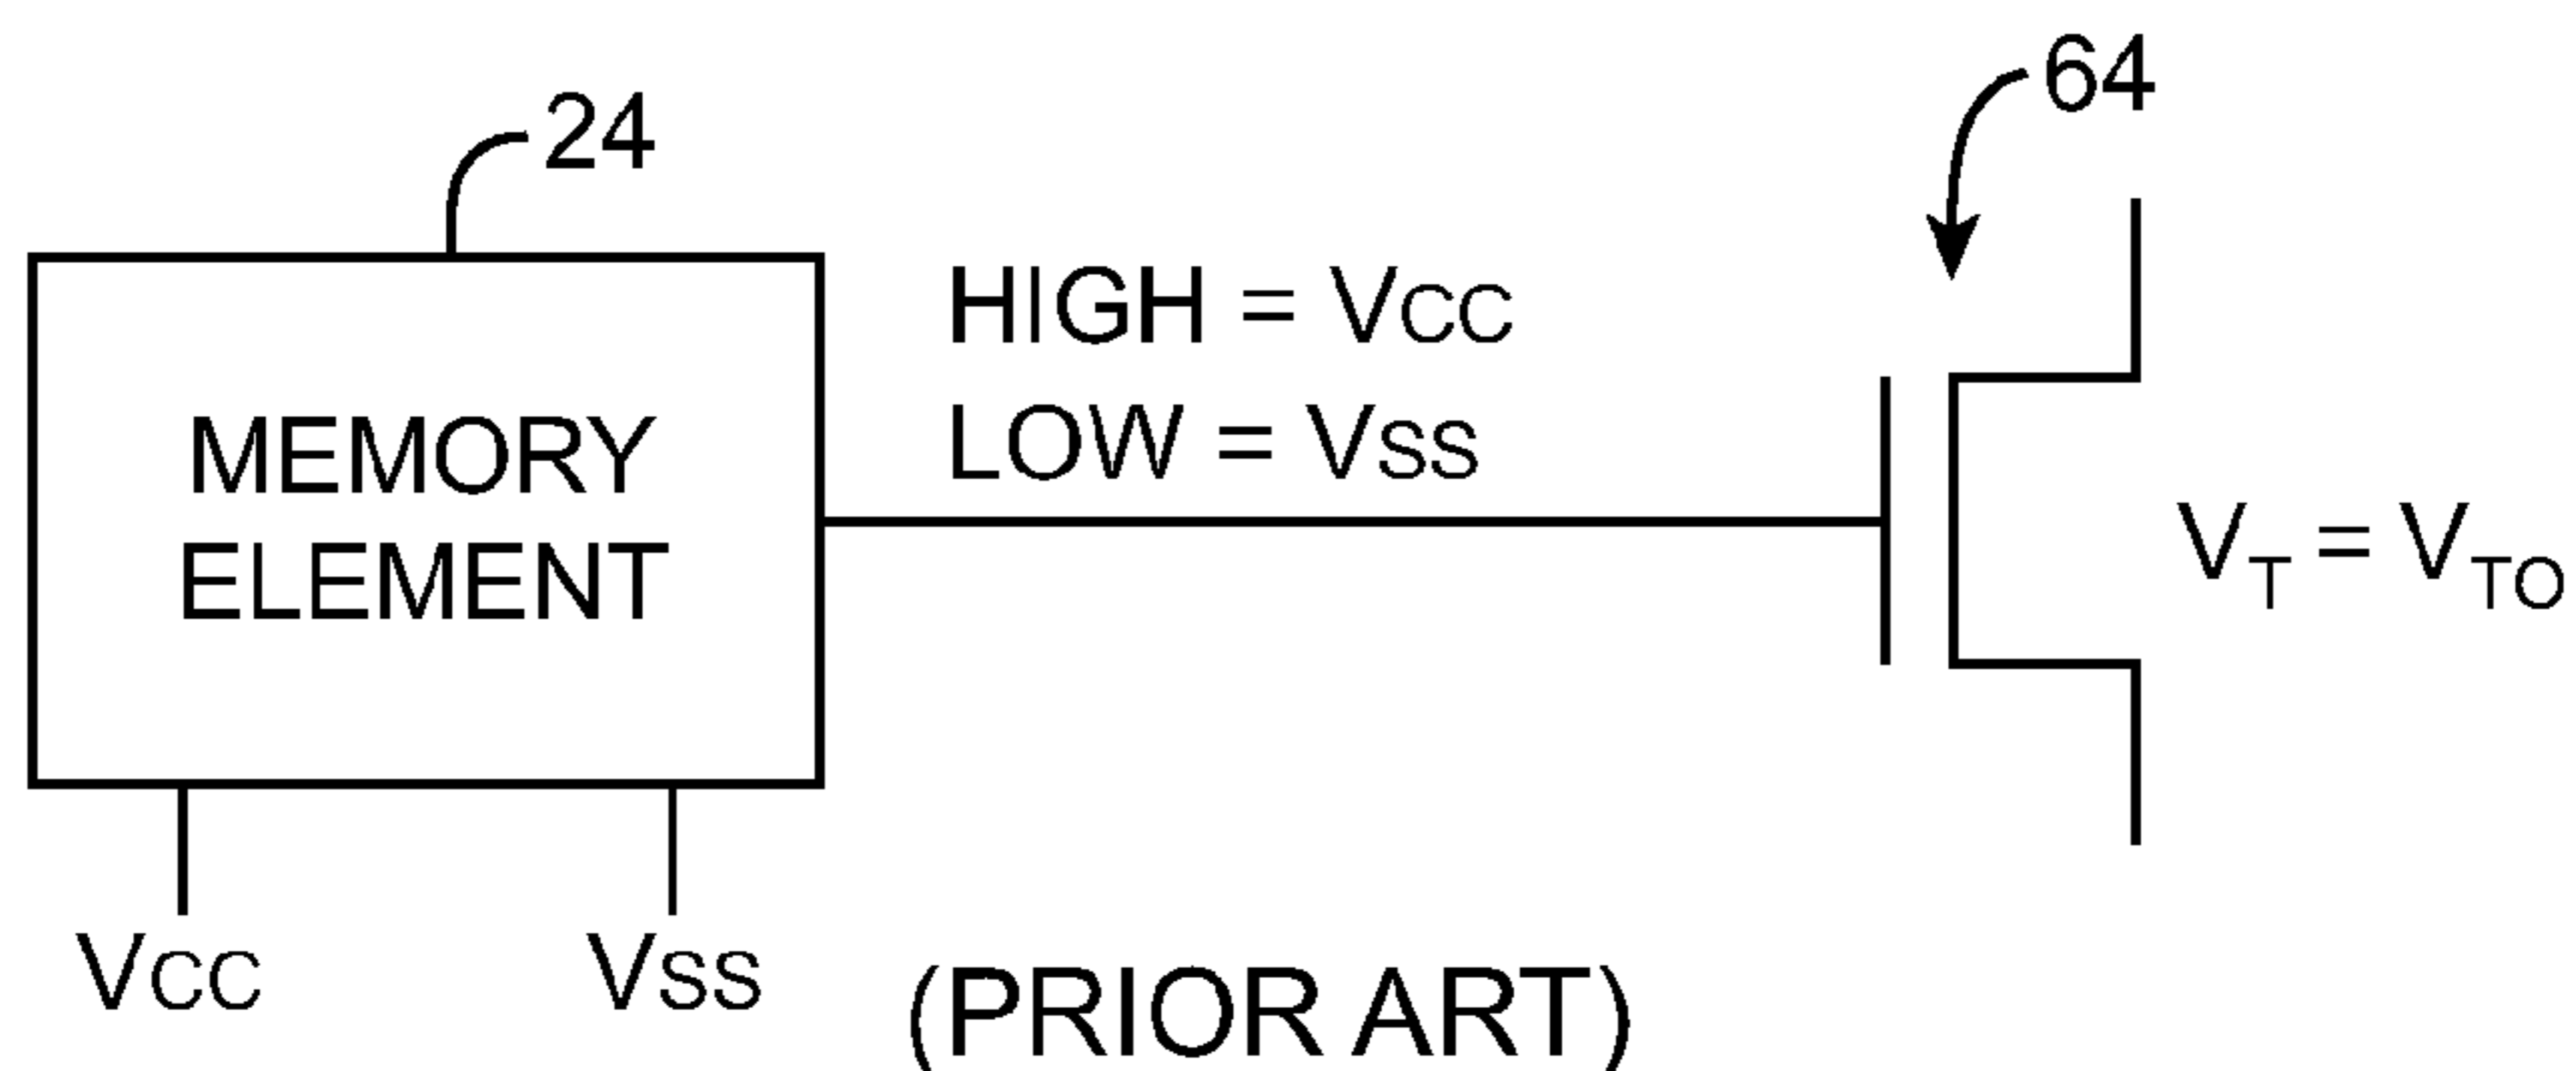 24
64
HIGH = VCC
LOW = VSS
MEMORY
ELEMENT
VT = VTO
VCC
VSS
(PRIOR ART)